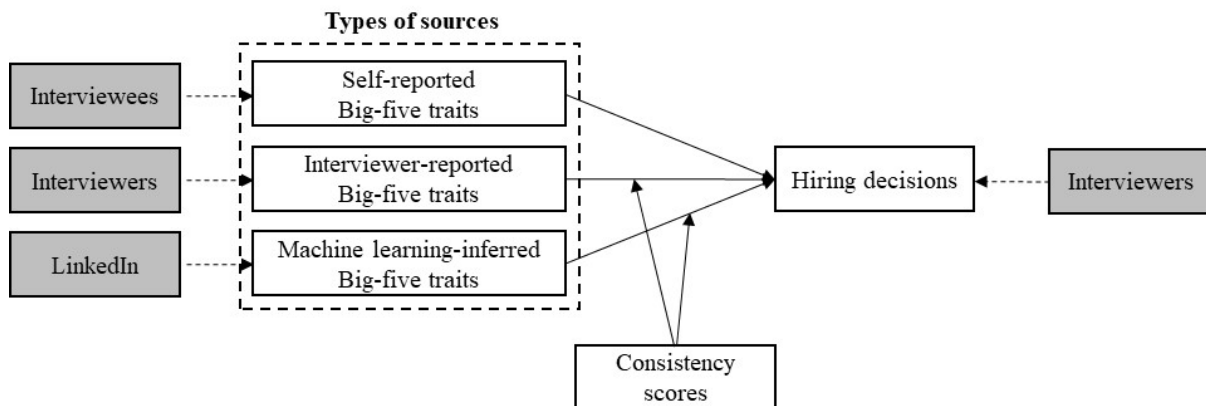 Types of sources
Interviewees
Self-reported
Big-five traits
Interviewers
Interviewer-reported
Big-five traits
Hiring decisions
Interviewers
LinkedIn
Machine learning-inferred
Big-five traits
Consistency
scores